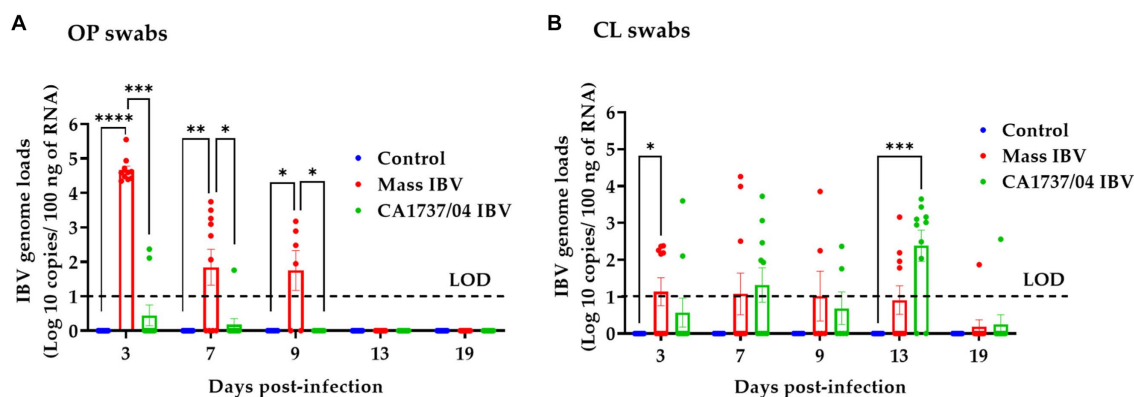 A
OP swabs
IBV genome loads
(Log 10 copies/ 100 ng of RNA)
6
5
4
3
2
1
0
**** ***
** *
* *
Control
Mass IBV
CA1737/04 IBV
LOD
3 7 9 13 19
Days post-infection
B
CL swabs
IBV genome loads
(Log 10 copies/ 100 ng of RNA)
6
5
4
3
2
1
0
*
***
Control
Mass IBV
CA1737/04 IBV
LOD
3 7 9 13 19
Days post-infection